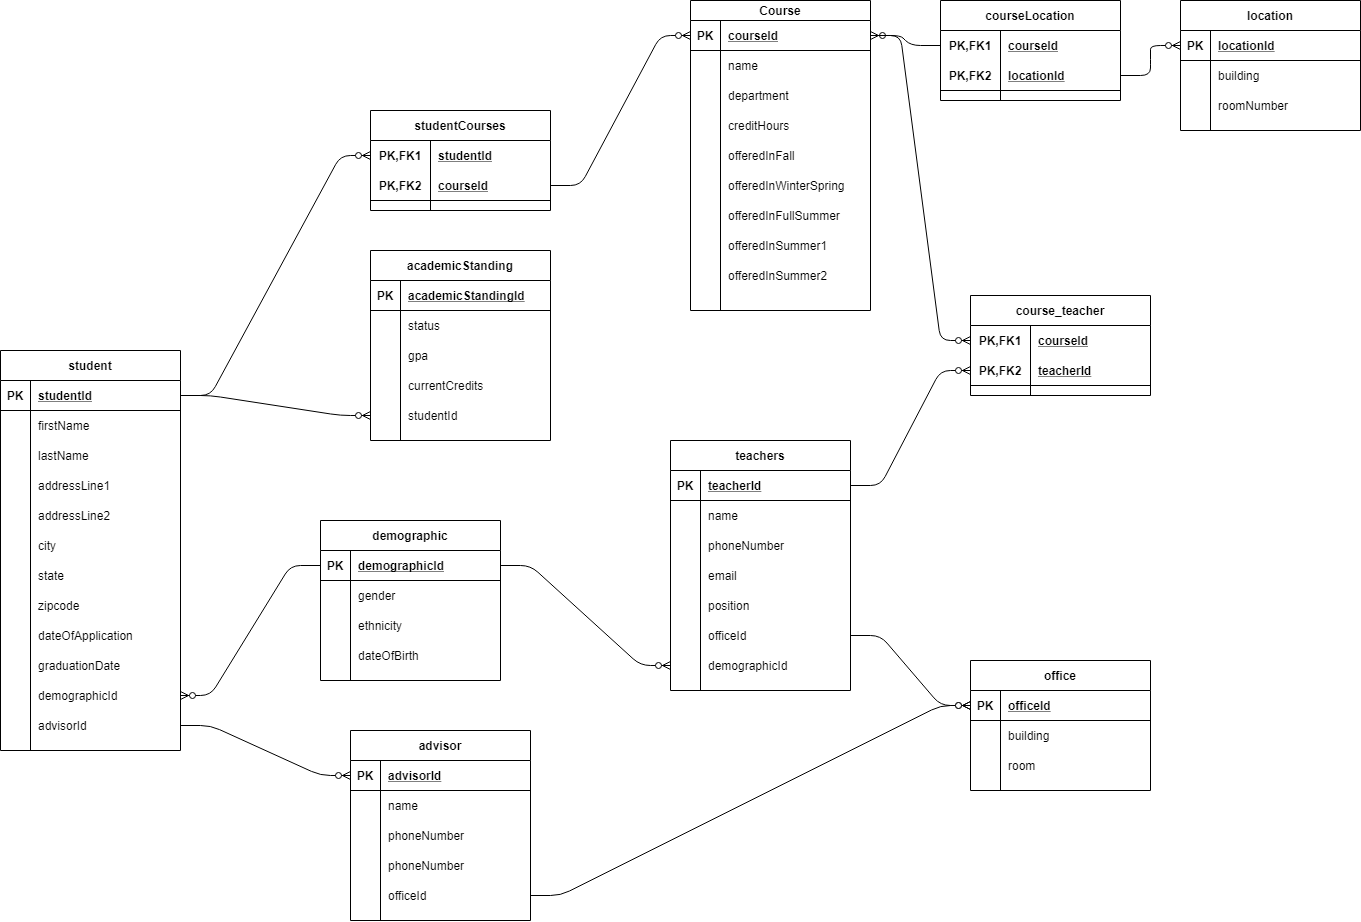 Course
PK courseId
name
department
creditHours
offeredInFall
offeredInWinterSpring
offeredInFullSummer
offeredInSummer1
offeredInSummer2
courseLocation
PK,FK1 courseId
PK,FK2 locationId
location
PK locationId
building
roomNumber
studentCourses
PK,FK1 studentId
PK,FK2 courseId
academicStanding
PK academicStandingId
status
gpa
currentCredits
studentId
course_teacher
PK,FK1 courseId
PK,FK2 teacherId
student
PK studentId
firstName
lastName
addressLine1
addressLine2
city
state
zipcode
dateOfApplication
graduationDate
demographicId
advisorId
teachers
PK teacherId
name
phoneNumber
email
position
officeId
demographicId
demographic
PK demographicId
gender
ethnicity
dateOfBirth
office
PK officeId
building
room
advisor
PK advisorId
name
phoneNumber
phoneNumber
officeId